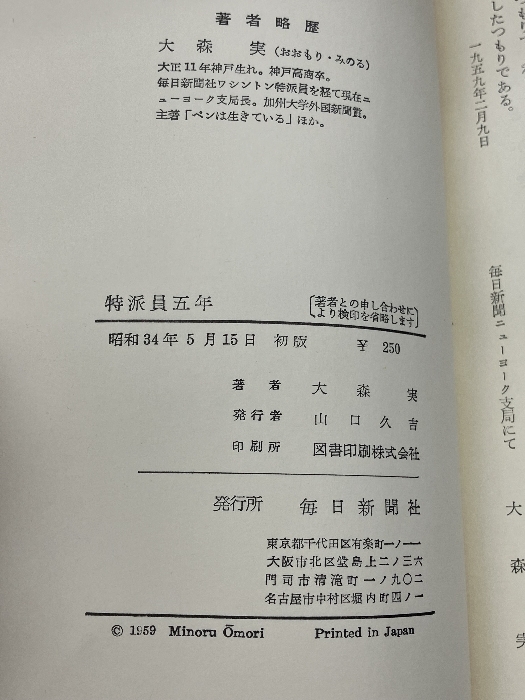 著者略歴
大森 実（おおもり・みのる）
大正11年神戸生れ。神戸高商卒。
毎日新聞社ワシントン特派員を経て現在ニ
ューヨーク支局長。加州大学外国新聞賞。
主著「ペンは生きている」ほか。
特派員五年
〔著者との申し合わせに
より検印を省略します〕
昭和34年5月15日 初版 ¥ 250
著者 大森実
発行者 山口久吉
印刷所 図書印刷株式会社
発行所 毎日新聞社
東京都千代田区有楽町一ノ一一
大阪市北区堂島上二ノ三六
門司市清滝町一ノ九〇二
名古屋市中村区堀内町四ノ一
© 1959 Minoru Ōmori Printed in Japan
したつもりである。
一九五九年二月九日
毎日新聞ニューヨーク支局にて
大森実